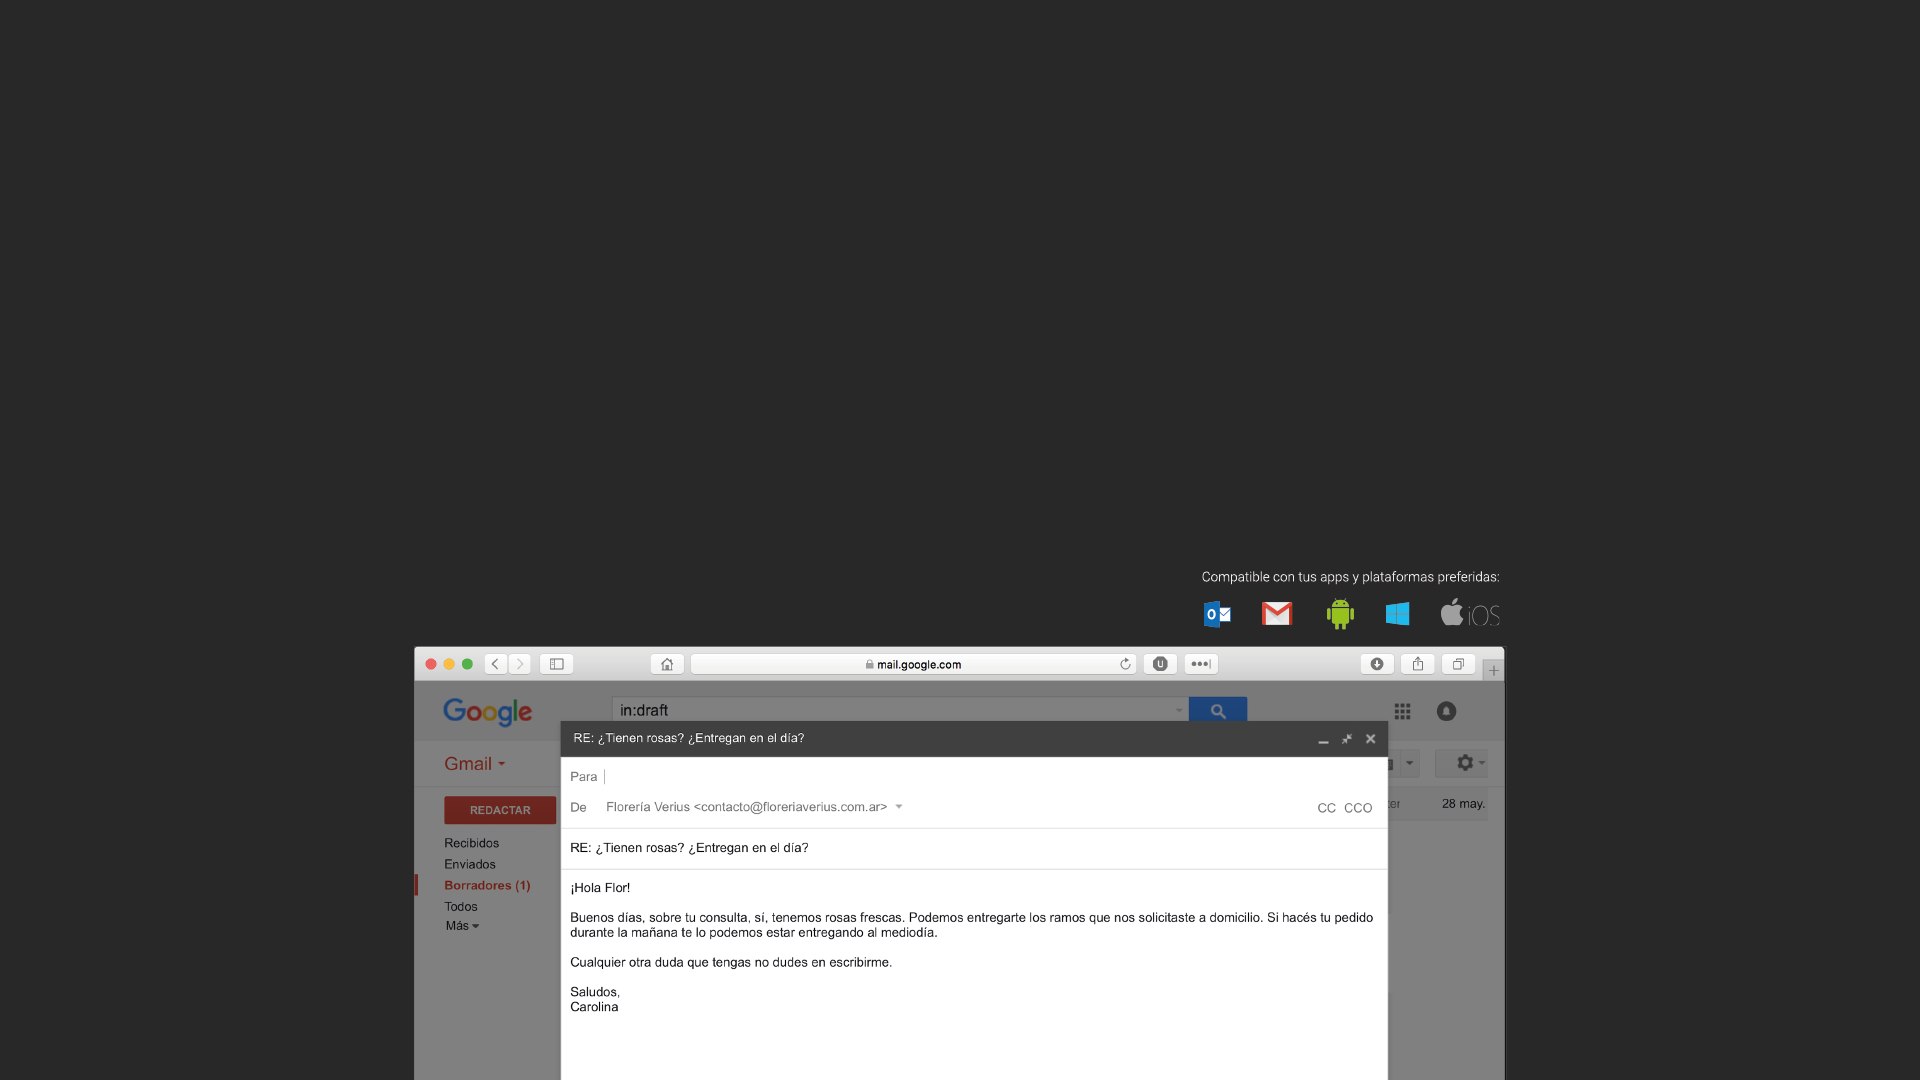 Compatible con tus apps y plataformas preferidas:
iOS
mail.google.com
Google
in:draft
RE: ¿Tienen rosas? ¿Entregan en el día?
Gmail
Para
REDACTAR
De Florería Verius <contacto@floreriaverius.com.ar>
CC CCO
28 may.
Recibidos
RE: ¿Tienen rosas? ¿Entregan en el día?
Enviados
Borradores (1)
¡Hola Flor!
Todos
Más
Buenos días, sobre tu consulta, sí, tenemos rosas frescas. Podemos entregarte los ramos que nos solicitaste a domicilio. Si hacés tu pedido
durante la mañana te lo podemos estar entregando al mediodía.
Cualquier otra duda que tengas no dudes en escribirme.
Saludos,
Carolina